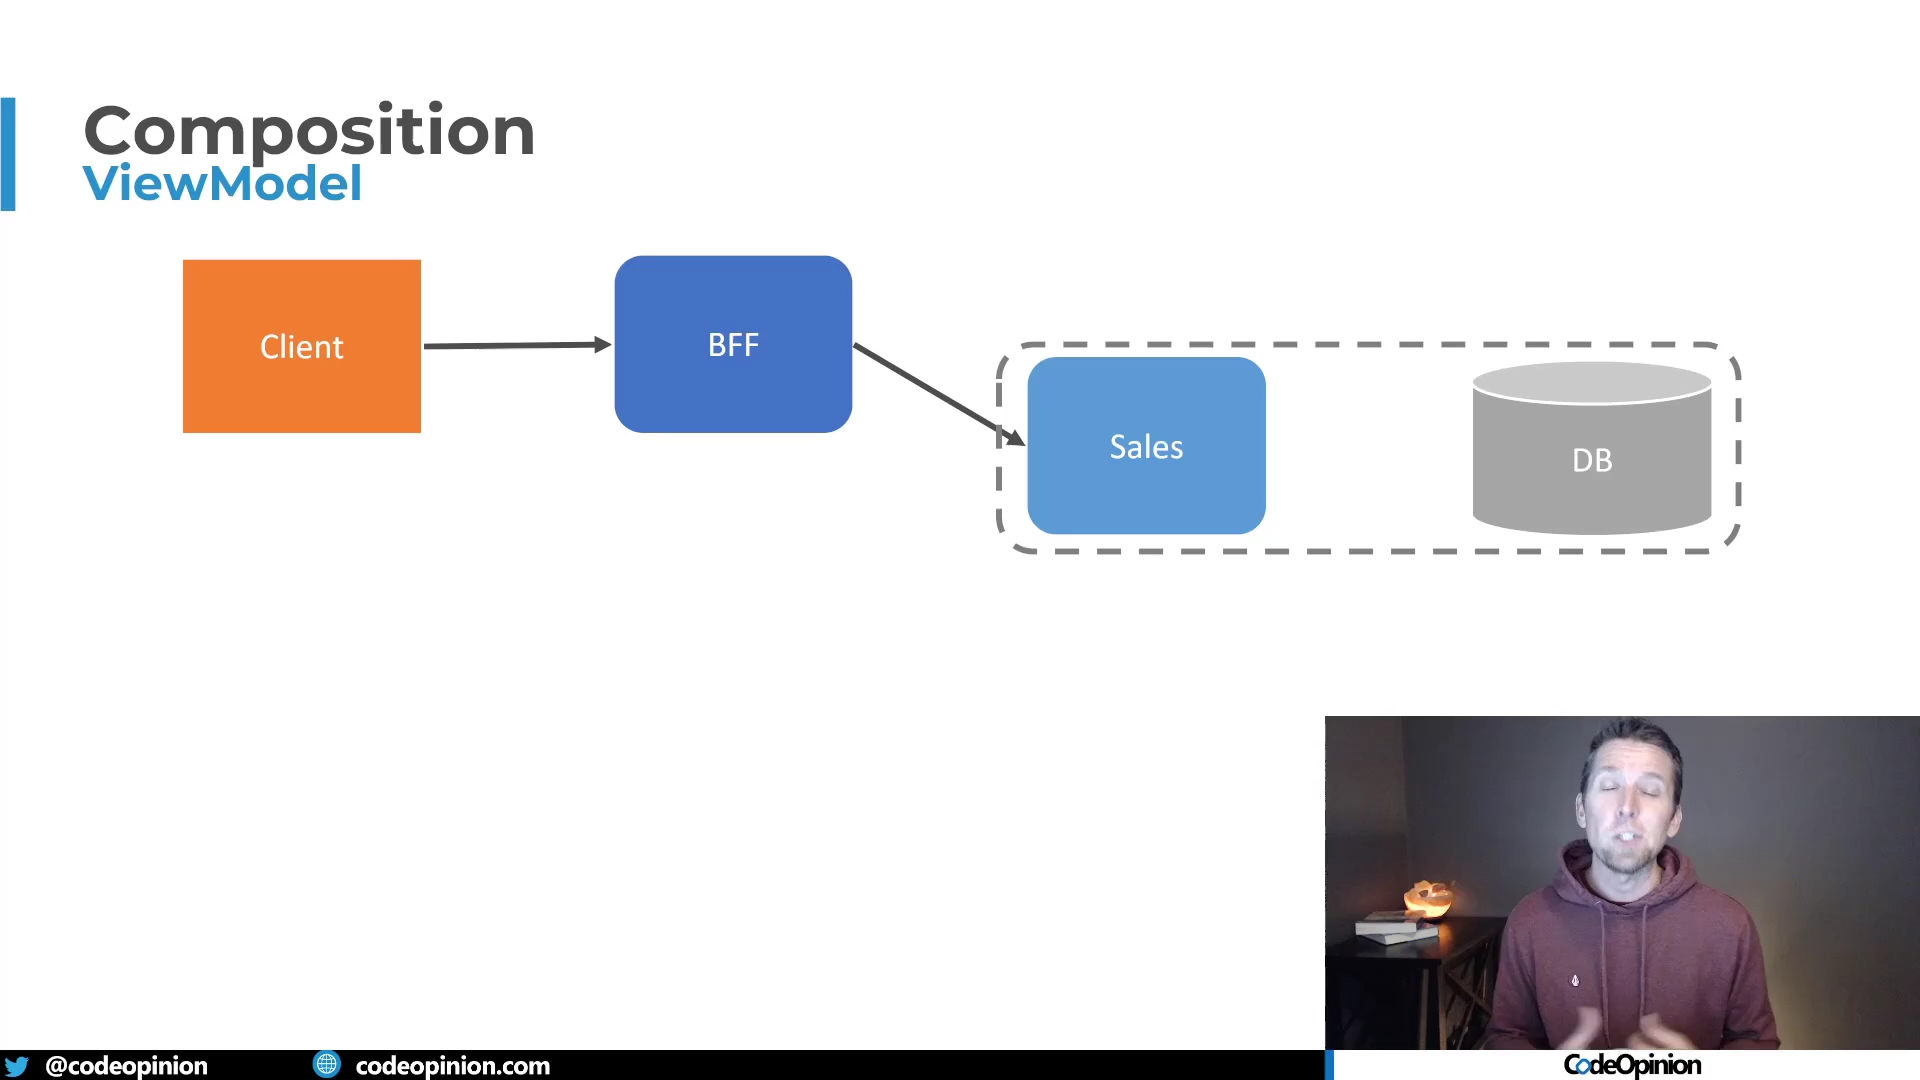 Composition
ViewModel
Client
BFF
Sales
DB
@codeopinion
codeopinion.com
CodeOpinion